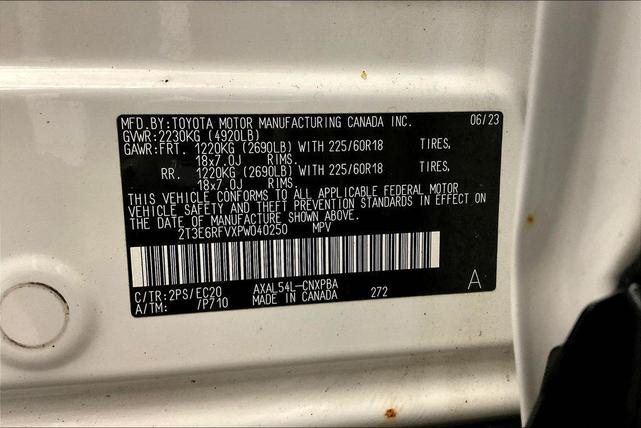 MFD.BY:TOYOTA MOTOR MANUFACTURING CANADA INC. 06/23
GVWR:2230KG (4920LB)
GAWR:FRT. 1220KG (2690LB) WITH 225/60R18 TIRES,
18x7.0J RIMS.
RR. 1220KG (2690LB) WITH 225/60R18 TIRES,
18x7.0J RIMS.
THIS VEHICLE CONFORMS TO ALL APPLICABLE FEDERAL MOTOR
VEHICLE SAFETY AND THEFT PREVENTION STANDARDS IN EFFECT ON
THE DATE OF MANUFACTURE SHOWN ABOVE.
2T3E6RFVXPW040250 MPV
C/TR:2PS/EC20 AXAL54L-CNXPBA 272 A
A/TM: /P710 MADE IN CANADA